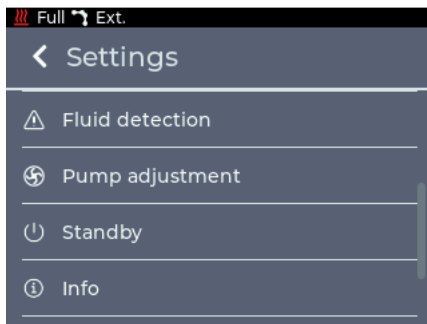 Full Ext.
Settings
Fluid detection
Pump adjustment
Standby
Info